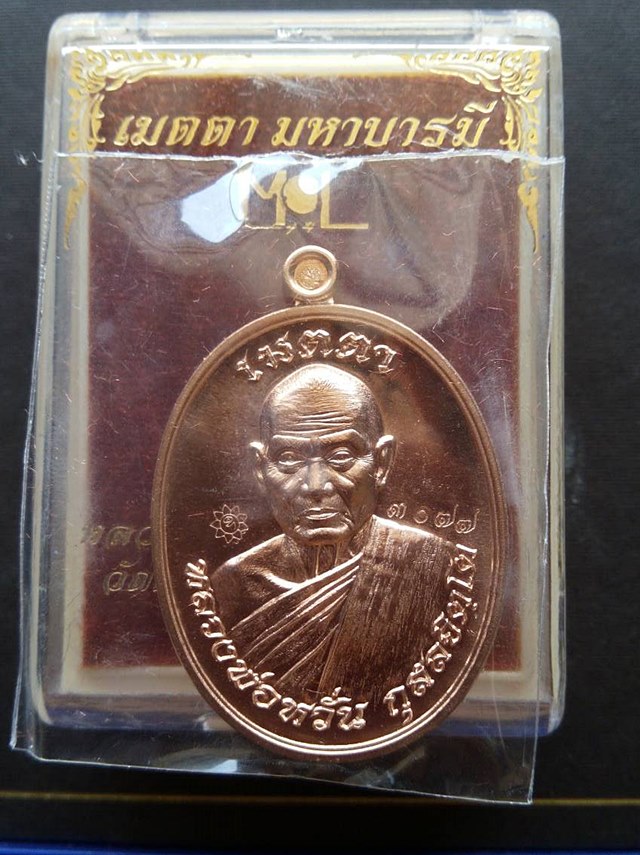 เมตตา มหาบารมี
เมตตา
๓๐๗๗
หลวงพ่อหวั่น กุสลจิตฺโต